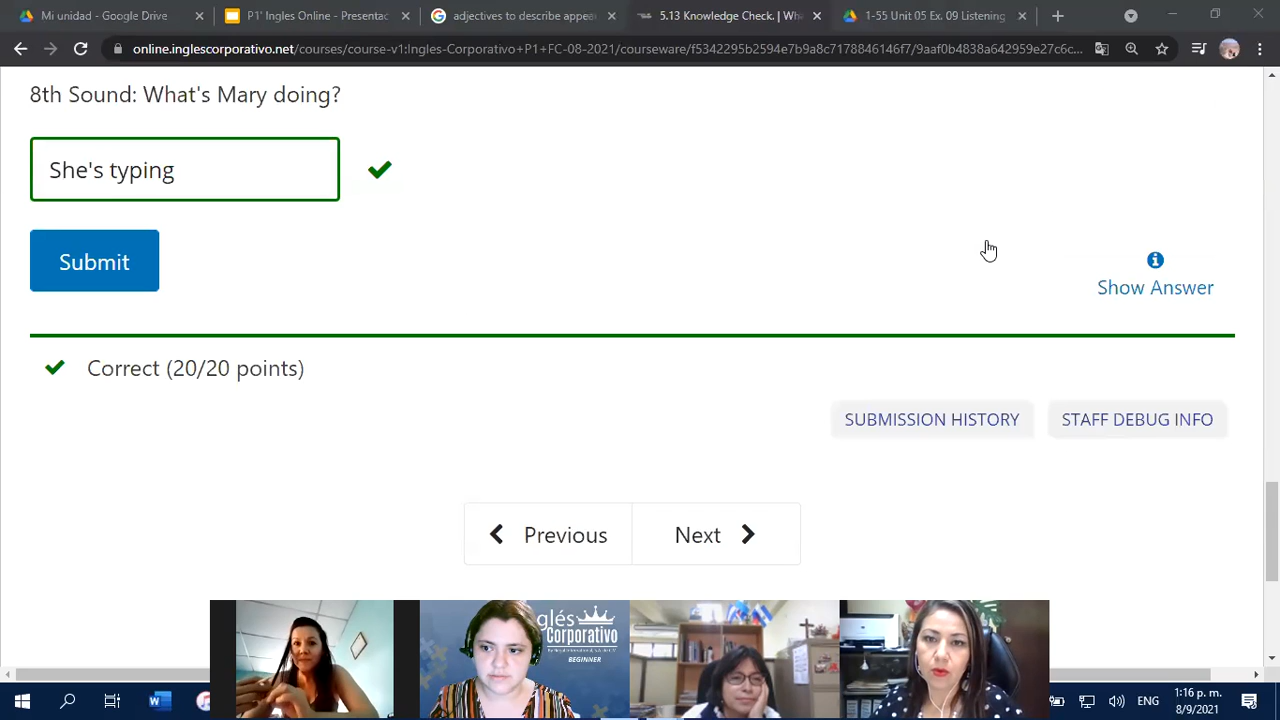 Mi unidad - Google Drive
P1' Ingles Online - Presentac
adjectives to describe appea
5.13 Knowledge Check. | Wh
1-55 Unit 05 Ex. 09 Listening
online.inglescorporativo.net/courses/course-v1:Ingles-Corporativo+P1+FC-08-2021/courseware/f5342295b2594e7b9a8c7178846146f7/9aaf0b4838a642959e27c6c...
8th Sound: What's Mary doing?
She's typing
Submit
Show Answer
Correct (20/20 points)
SUBMISSION HISTORY
STAFF DEBUG INFO
Previous
Next
glés
Corporativo
BEGINNER
ENG
1:16 p. m.
8/9/2021